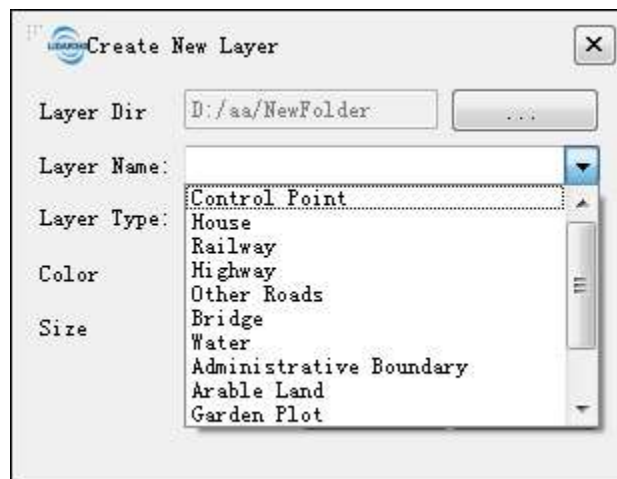 Create New Layer
Layer Dir D:/aa/NewFolder ...
Layer Name:
Control Point
House
Layer Type:
Railway
Highway
Color
Other Roads
Bridge
Size
Water
Administrative Boundary
Arable Land
Garden Plot